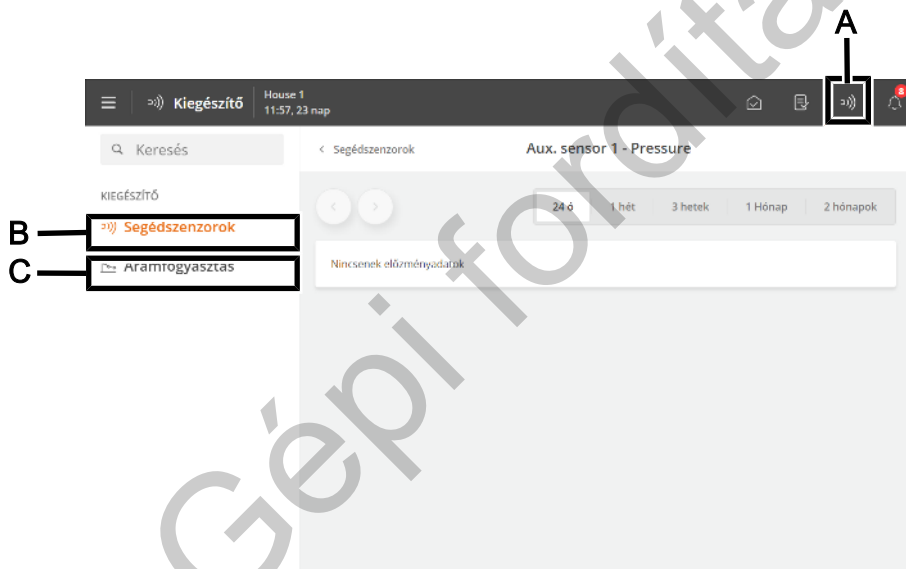 A
Kiegészítő
House 1
11:57, 23 nap
8
Keresés
Segédszenzorok
Aux. sensor 1 - Pressure
KIEGÉSZÍTŐ
24 ó
1 hét
3 hetek
1 Hónap
2 hónapok
B
Segédszenzorok
C
Áramfogyasztás
Nincsenek előzményadatok
Gépi fordítá